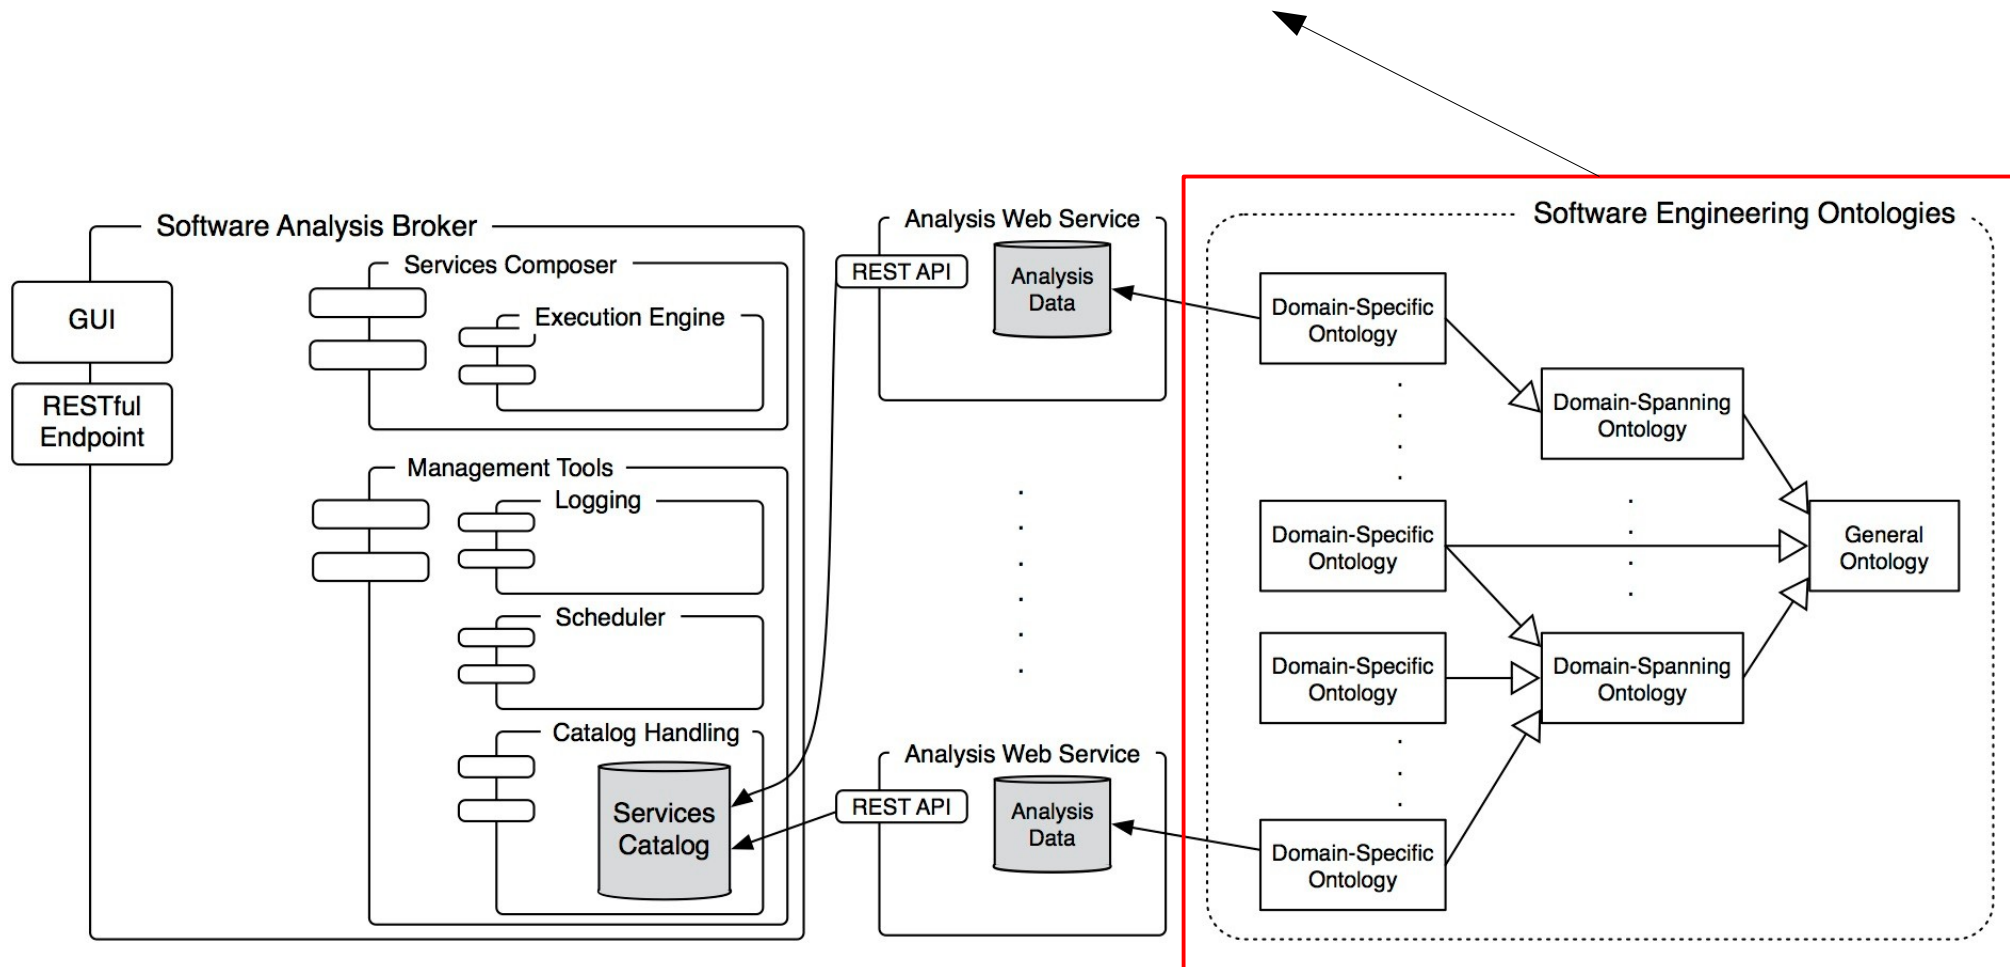 Software Analysis Broker
GUI
RESTful
Endpoint
Services Composer
Execution Engine
Management Tools
Logging
Scheduler
Catalog Handling
Services
Catalog
Analysis Web Service
REST API
Analysis
Data
Analysis Web Service
REST API
Analysis
Data
Software Engineering Ontologies
Domain-Specific
Ontology
Domain-Specific
Ontology
Domain-Specific
Ontology
Domain-Specific
Ontology
Domain-Spanning
Ontology
Domain-Spanning
Ontology
General
Ontology